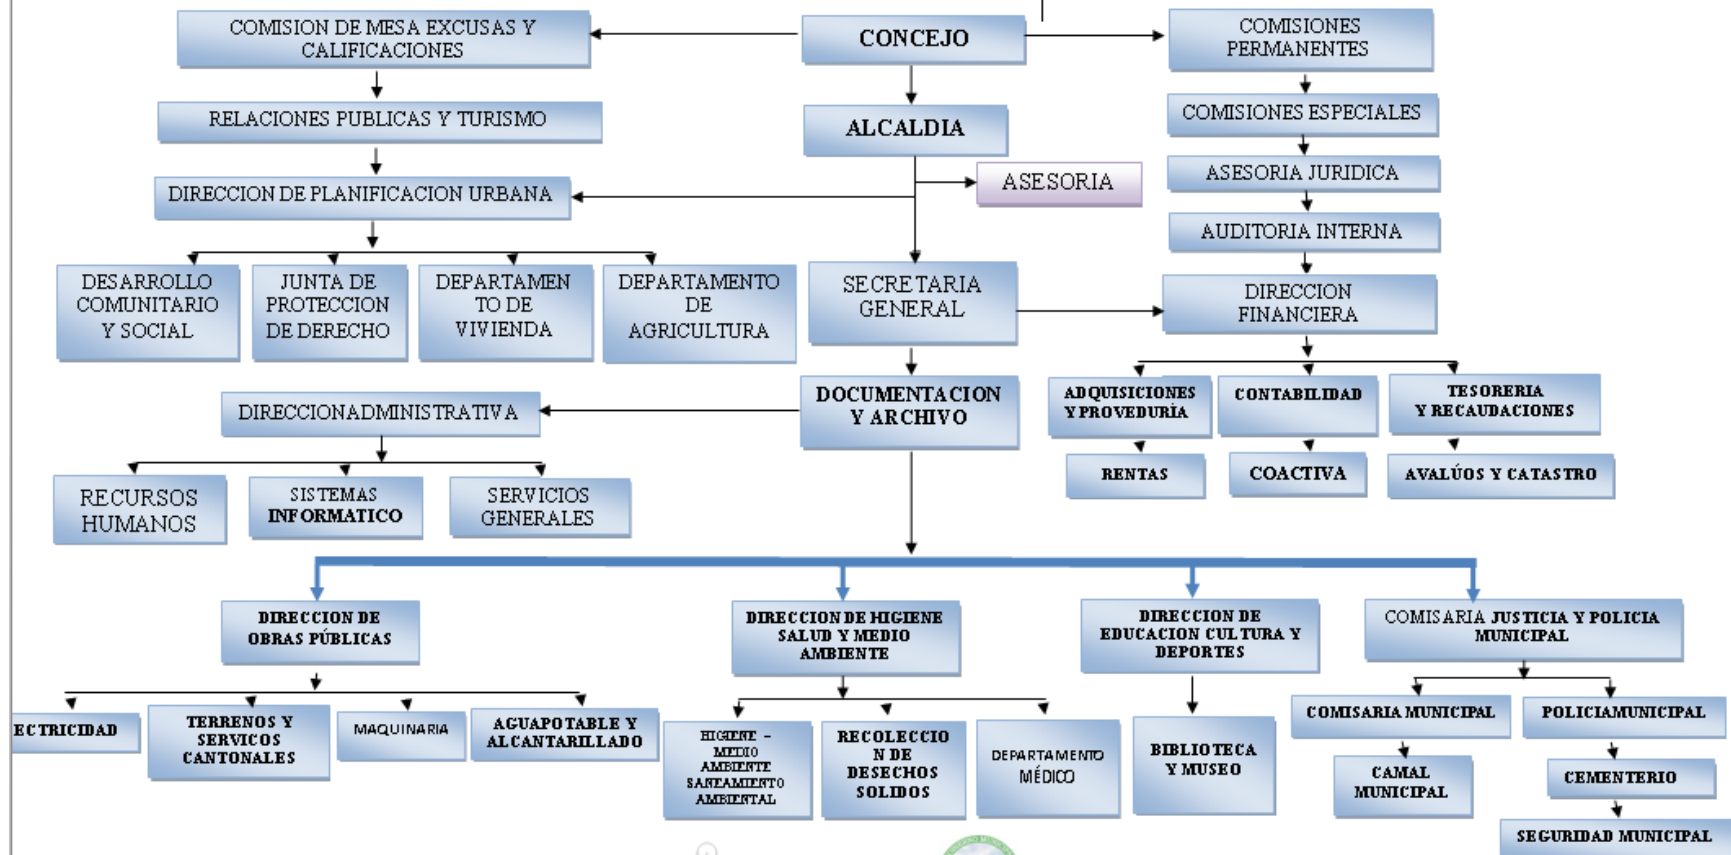 COMISION DE MESA EXCUSAS Y
CALIFICACIONES
CONCEJO
COMISIONES
PERMANENTES
RELACIONES PUBLICAS Y TURISMO
ALCALDIA
COMISIONES ESPECIALES
DIRECCION DE PLANIFICACION URBANA
ASESORIA
ASESORIA JURIDICA
AUDITORIA INTERNA
DESARROLLO
COMUNITARIO
Y SOCIAL
JUNTA DE
PROTECCION
DE DERECHO
DEPARTAMEN
TO DE
VIVIENDA
DEPARTAMENTO
DE
AGRICULTURA
SECRETARIA
GENERAL
DIRECCION
FINANCIERA
DIRECCIONADMINISTRATIVA
DOCUMENTACION
Y ARCHIVO
ADQUISICIONES
Y PROVEDURÍA
CONTABILIDAD
TESORERIA
Y RECAUDACIONES
RENTAS
COACTIVA
AVALÚOS Y CATASTRO
RECURSOS
HUMANOS
SISTEMAS
INFORMATICO
SERVICIOS
GENERALES
DIRECCION DE
OBRAS PÚBLICAS
DIRECCION DE HIGIENE
SALUD Y MEDIO
AMBIENTE
DIRECCION DE
EDUCACION CULTURA Y
DEPORTES
COMISARIA JUSTICIA Y POLICIA
MUNICIPAL
ECTRICIDAD
TERRENOS Y
SERVICOS
CANTONALES
MAQUINARIA
AGUAPOTABLE Y
ALCANTARILLADO
HIGIENE –
MEDIO
AMBIENTE
SANEAMIENTO
AMBIENTAL
RECOLECCIO
N DE
DESECHOS
SOLIDOS
DEPARTAMENTO
MÉDICO
BIBLIOTECA
Y MUSEO
COMISARIA MUNICIPAL
POLICIAMUNICIPAL
CAMAL
MUNICIPAL
CEMENTERIO
SEGURIDAD MUNICIPAL